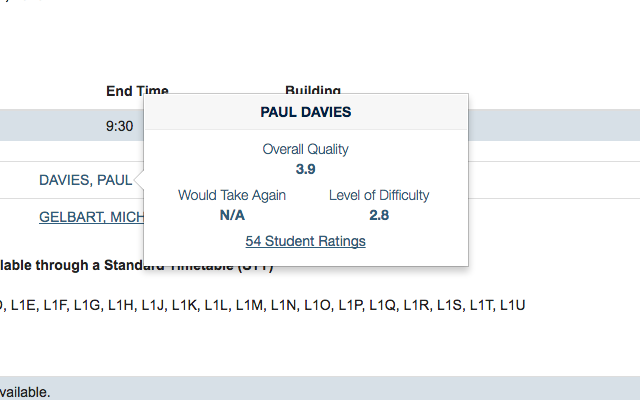 End Time Building
PAUL DAVIES
9:30
Overall Quality
3.9
DAVIES, PAUL
Would Take Again Level of Difficulty
N/A 2.8
GELBART, MICH
54 Student Ratings
lable through a Standard Timetable (STT)
, L1E, L1F, L1G, L1H, L1J, L1K, L1L, L1M, L1N, L1O, L1P, L1Q, L1R, L1S, L1T, L1U
vailable.